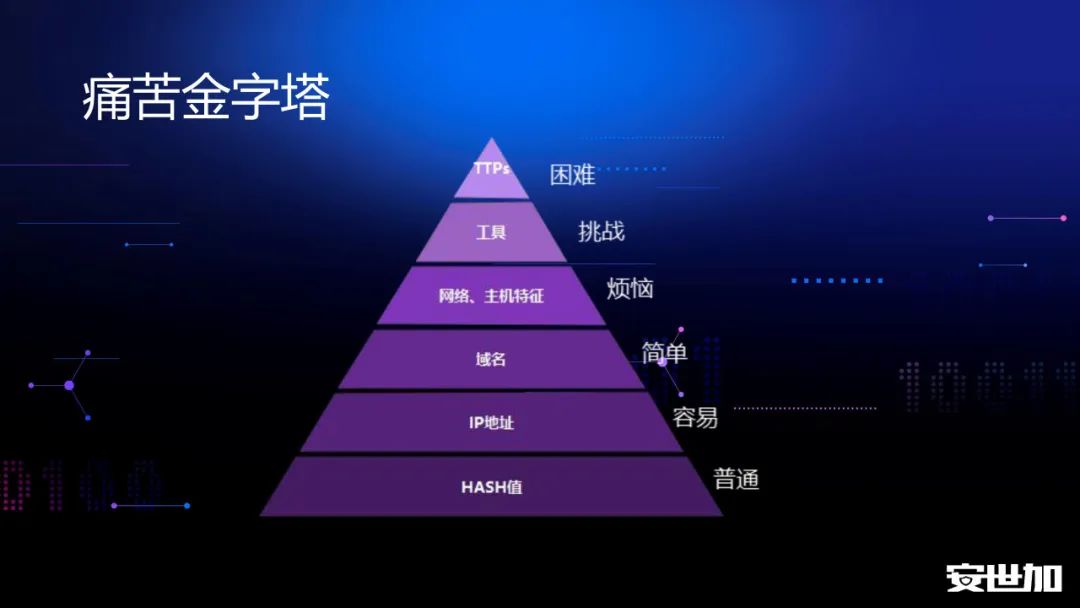 痛苦金字塔
TTPs 困难
工具 挑战
网络、主机特征 烦恼
域名 简单
IP地址 容易
HASH值 普通
安世加